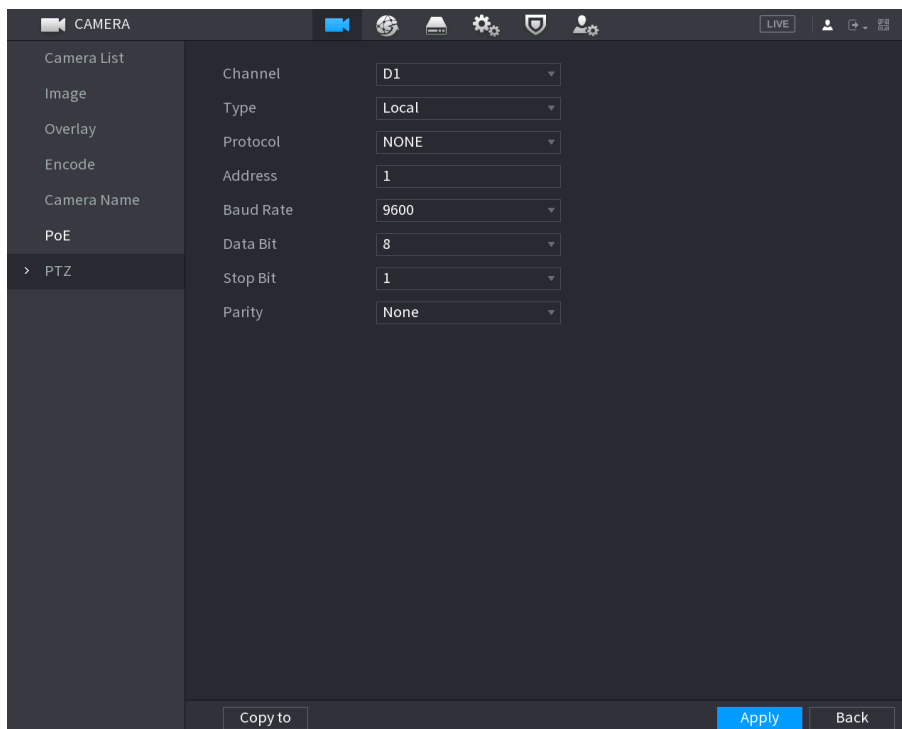 CAMERA
LIVE
Camera List
Image
Overlay
Encode
Camera Name
PoE
PTZ
Channel D1
Type Local
Protocol NONE
Address 1
Baud Rate 9600
Data Bit 8
Stop Bit 1
Parity None
Copy to Apply Back